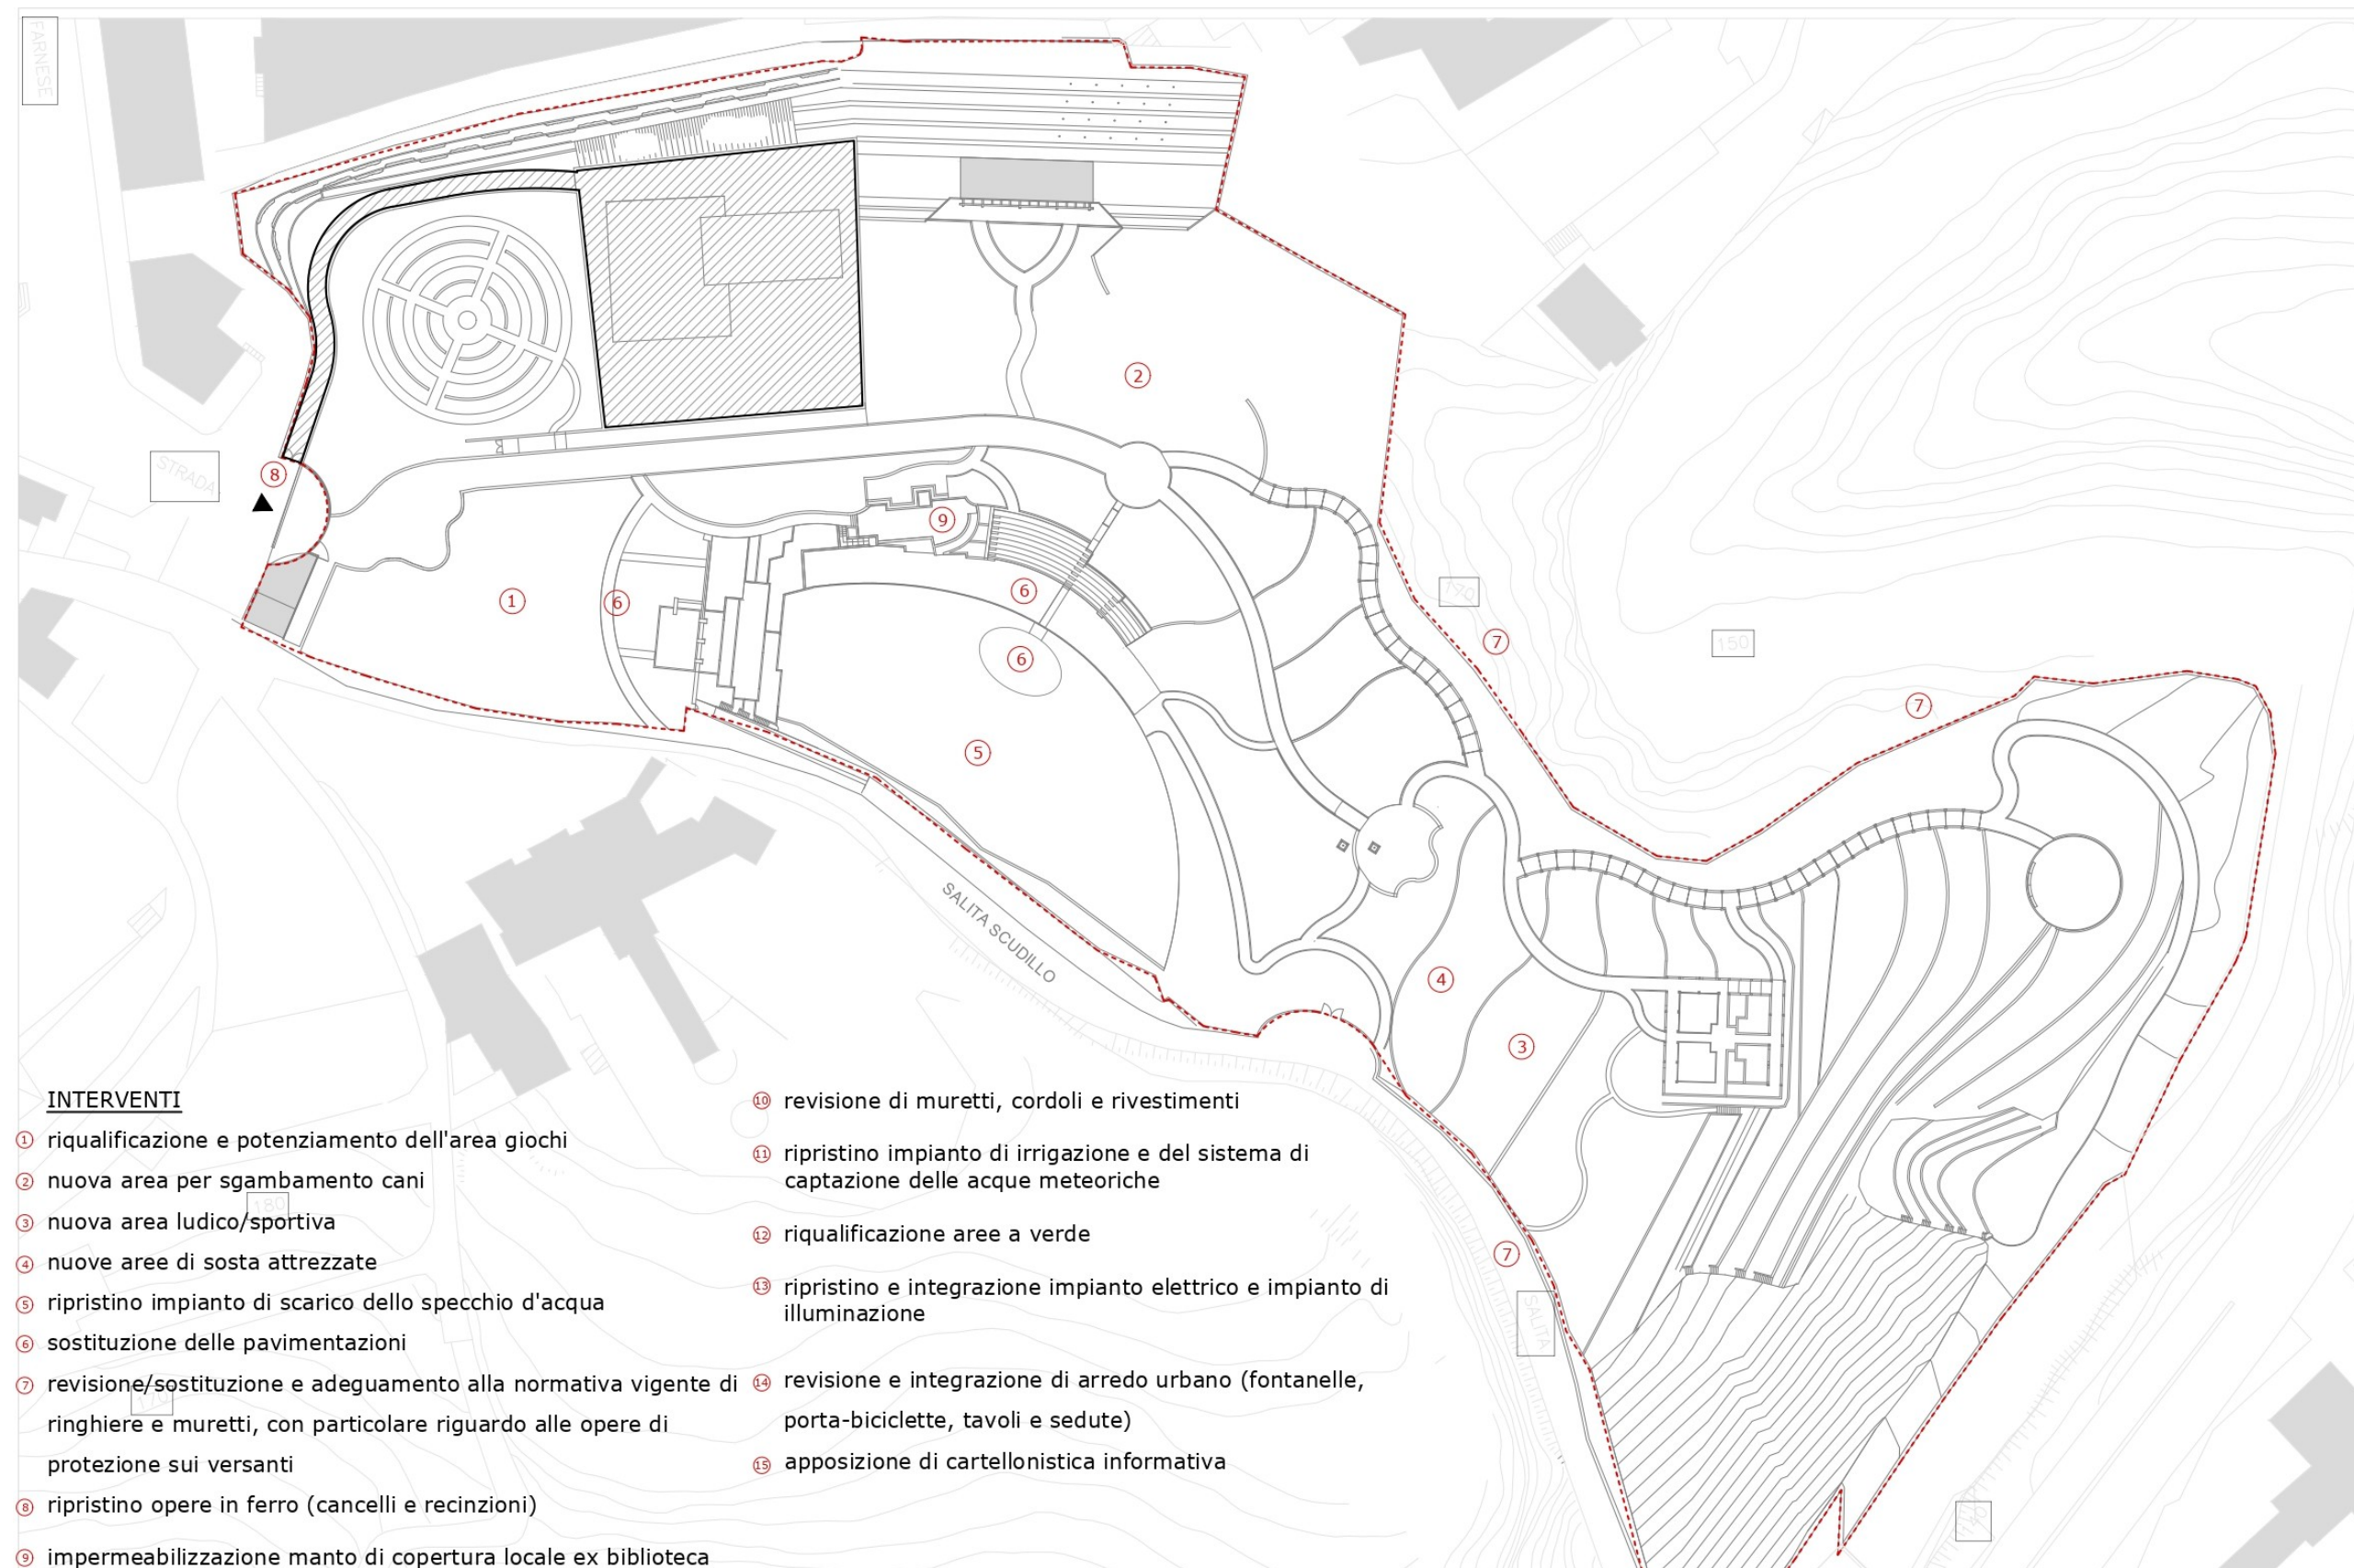 FARNESE
STRADA
2
8
9
1
6
6
6
7
170
150
7
5
SALITA SCUDILLO
4
3
7
SALITA
INTERVENTI
1 riqualificazione e potenziamento dell'area giochi
2 nuova area per sgambamento cani
180
3 nuova area ludico/sportiva
4 nuove aree di sosta attrezzate
5 ripristino impianto di scarico dello specchio d'acqua
6 sostituzione delle pavimentazioni
7 revisione/sostituzione e adeguamento alla normativa vigente di
ringhiere e muretti, con particolare riguardo alle opere di
protezione sui versanti
8 ripristino opere in ferro (cancelli e recinzioni)
9 impermeabilizzazione manto di copertura locale ex biblioteca
10 revisione di muretti, cordoli e rivestimenti
11 ripristino impianto di irrigazione e del sistema di
captazione delle acque meteoriche
12 riqualificazione aree a verde
13 ripristino e integrazione impianto elettrico e impianto di
illuminazione
14 revisione e integrazione di arredo urbano (fontanelle,
porta-biciclette, tavoli e sedute)
15 apposizione di cartellonistica informativa